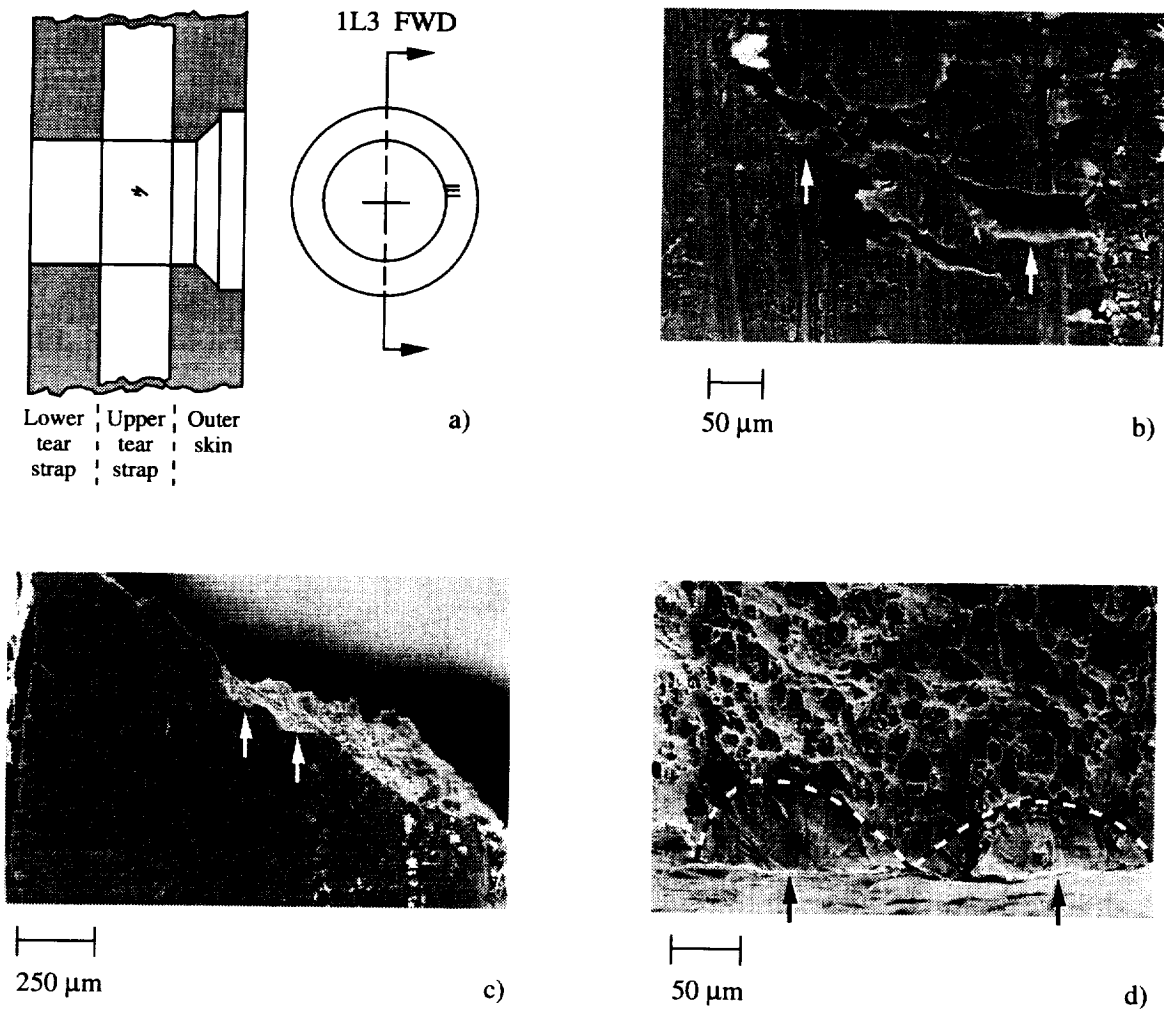 1L3 FWD
Lower
tear
strap
Upper
tear
strap
Outer
skin
a)
50 μm
b)
250 μm
c)
50 μm
d)